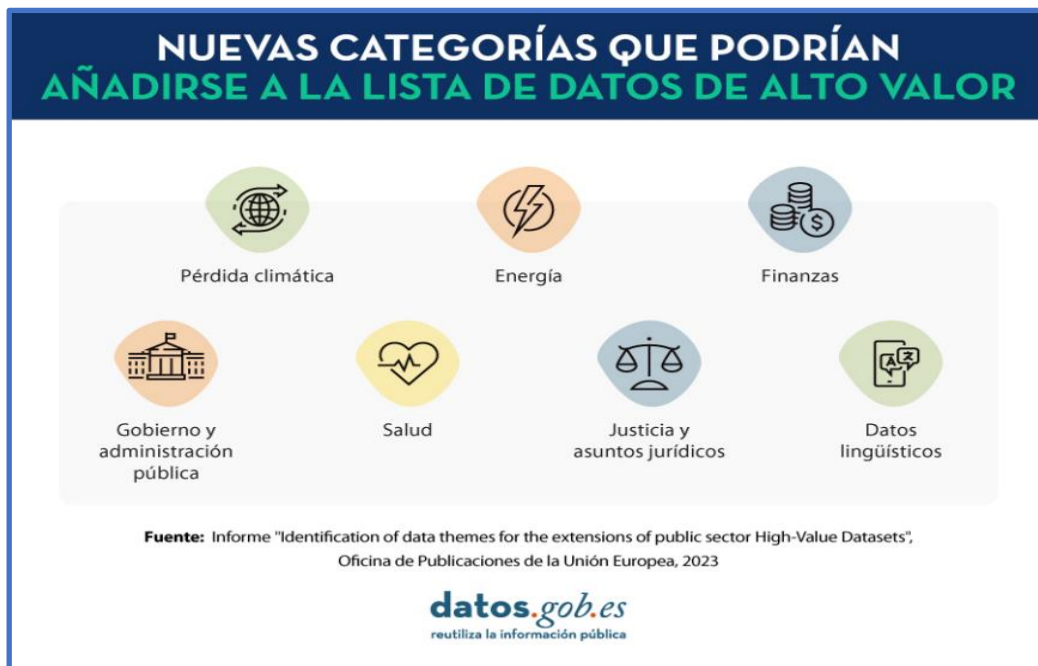 NUEVAS CATEGORÍAS QUE PODRÍAN
AÑADIRSE A LA LISTA DE DATOS DE ALTO VALOR
Pérdida climática
Energía
Finanzas
Gobierno y
administración
pública
Salud
Justicia y
asuntos jurídicos
Datos
lingüísticos
Fuente: Informe "Identification of data themes for the extensions of public sector High-Value Datasets",
Oficina de Publicaciones de la Unión Europea, 2023
datos.gob.es
reutiliza la información pública